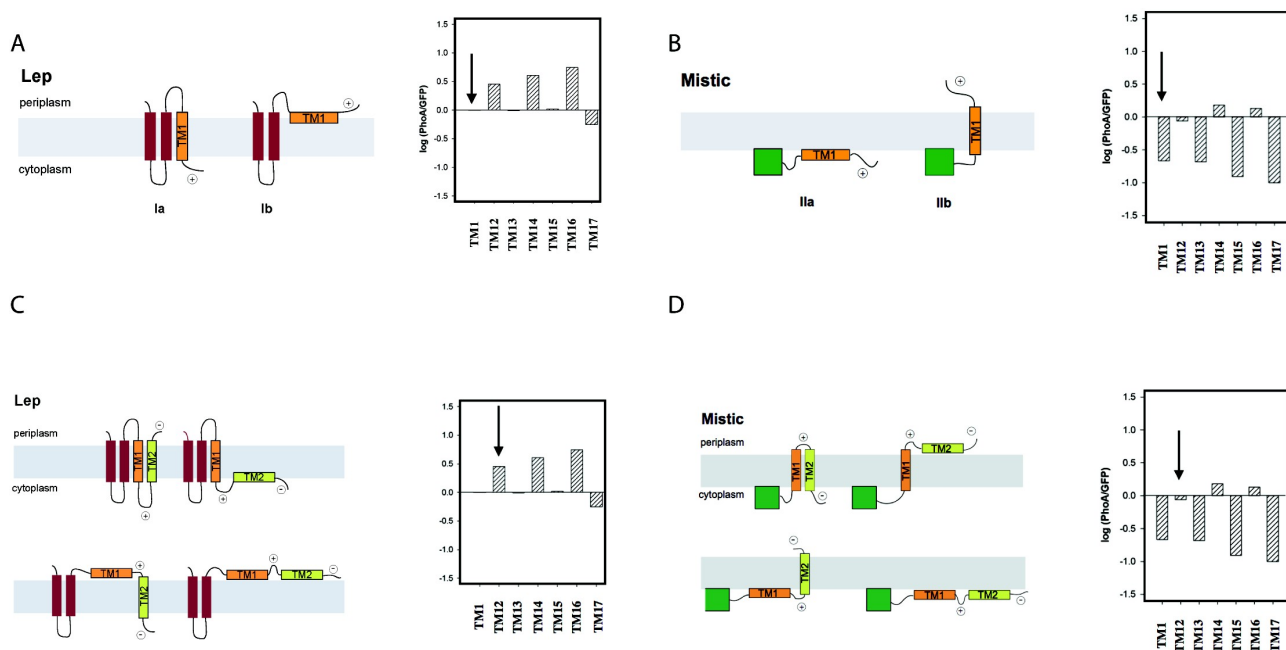 A
Lep
periplasm
cytoplasm
TM1
+
TM1
+
Ia
Ib
log (PhoA/GFP)
1.5
1.0
0.5
0.0
-0.5
-1.0
-1.5
TM1
TM12
TM13
TM14
TM15
TM16
TM17
B
Mistic
TM1
+
TM1
+
IIa
IIb
log (PhoA/GFP)
1.5
1.0
0.5
0.0
-0.5
-1.0
-1.5
TM1
TM12
TM13
TM14
TM15
TM16
TM17
C
Lep
periplasm
cytoplasm
TM1
TM2
+
−
TM1
TM2
+
−
TM1
+
TM2
−
TM1
+
TM2
−
log (PhoA/GFP)
1.5
1.0
0.5
0.0
-0.5
-1.0
-1.5
TM1
TM12
TM13
TM14
TM15
TM16
TM17
D
Mistic
periplasm
cytoplasm
TM1
TM2
+
−
TM1
+
TM2
−
TM1
+
TM2
−
TM1
+
TM2
−
log (PhoA/GFP)
1.5
1.0
0.5
0.0
-0.5
-1.0
-1.5
TM1
TM12
TM13
TM14
TM15
TM16
TM17